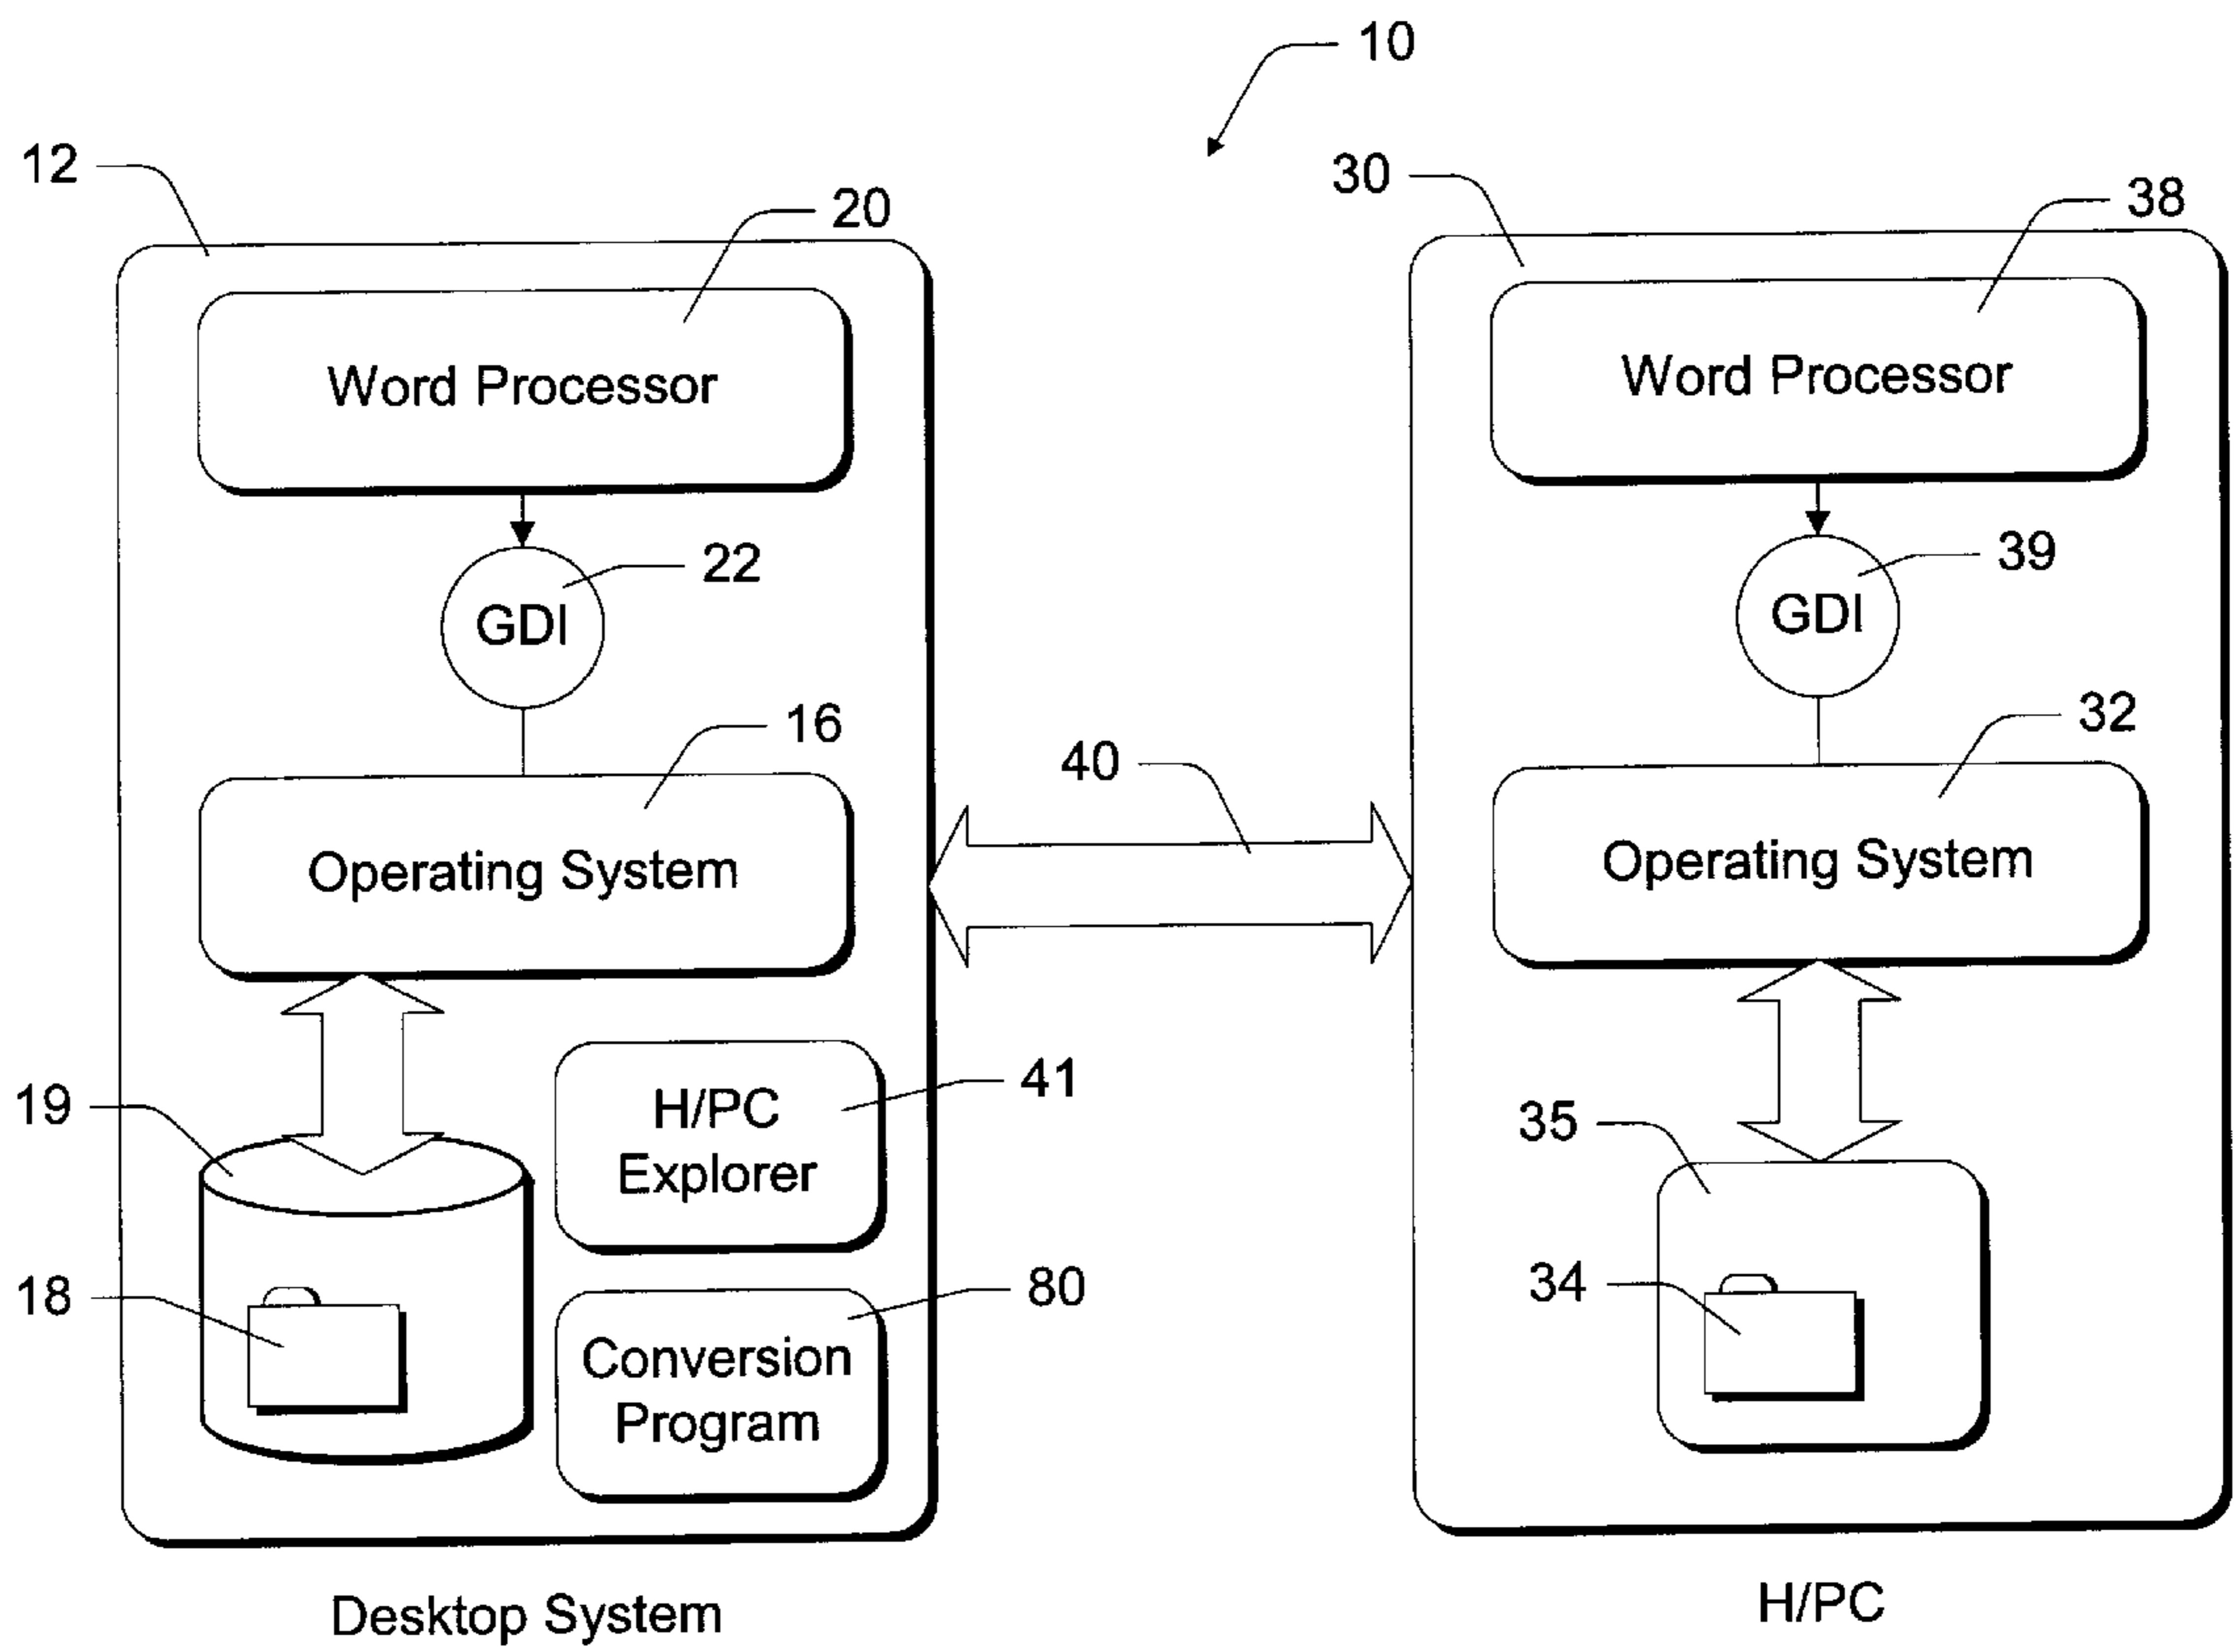 10
12
30
20
38
Word Processor
Word Processor
22
39
GDI
GDI
16
32
40
Operating System
Operating System
19
41
35
H/PC
Explorer
18
80
34
Conversion
Program
Desktop System
H/PC